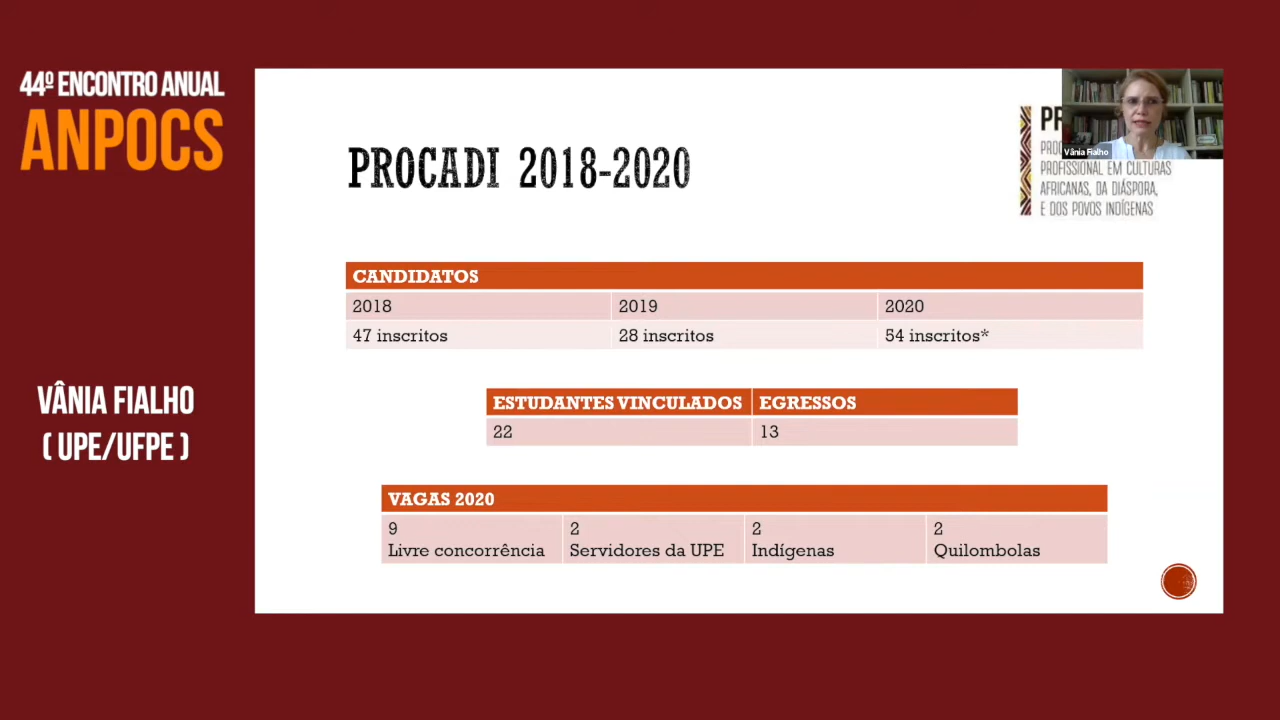 44º ENCONTRO ANUAL
ANPOCS
VÂNIA FIALHO
( UPE/UFPE )
PROCADI 2018-2020
Vânia Fialho
PROFISSIONAL EM CULTURAS
AFRICANAS, DA DIÁSPORA,
E DOS POVOS INDÍGENAS
CANDIDATOS
2018 2019 2020
47 inscritos 28 inscritos 54 inscritos*
ESTUDANTES VINCULADOS EGRESSOS
22 13
VAGAS 2020
9 2 2 2
Livre concorrência Servidores da UPE Indígenas Quilombolas